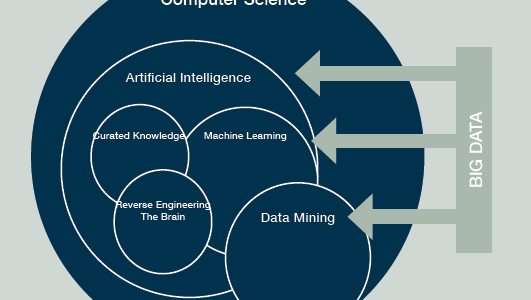 Computer Science
Artificial Intelligence
Curated Knowledge
Machine Learning
Reverse Engineering
The Brain
Data Mining
BIG DATA